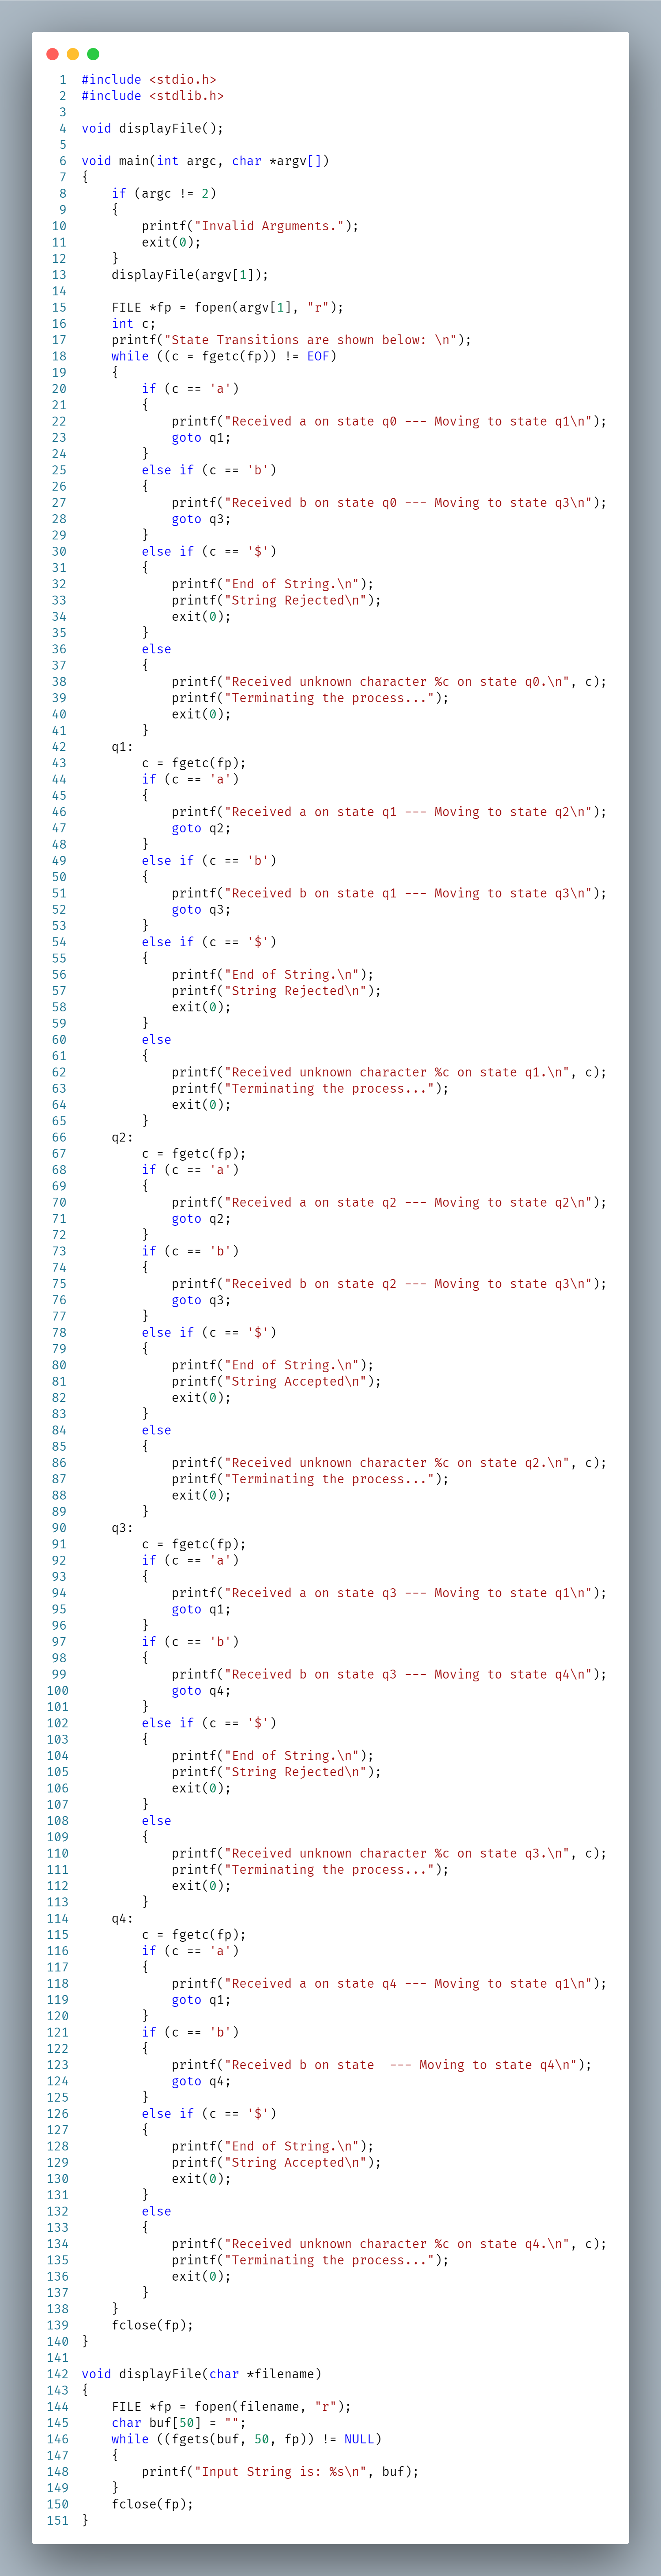 1 #include <stdio.h>
2 #include <stdlib.h>
3
4 void displayFile();
5
6 void main(int argc, char *argv[])
7 {
8     if (argc != 2)
9     {
10         printf("Invalid Arguments.");
11         exit(0);
12     }
13     displayFile(argv[1]);
14
15     FILE *fp = fopen(argv[1], "r");
16     int c;
17     printf("State Transitions are shown below: \n");
18     while ((c = fgetc(fp)) != EOF)
19     {
20         if (c == 'a')
21         {
22             printf("Received a on state q0 --- Moving to state q1\n");
23             goto q1;
24         }
25         else if (c == 'b')
26         {
27             printf("Received b on state q0 --- Moving to state q3\n");
28             goto q3;
29         }
30         else if (c == '$')
31         {
32             printf("End of String.\n");
33             printf("String Rejected\n");
34             exit(0);
35         }
36         else
37         {
38             printf("Received unknown character %c on state q0.\n", c);
39             printf("Terminating the process...");
40             exit(0);
41         }
42     q1:
43         c = fgetc(fp);
44         if (c == 'a')
45         {
46             printf("Received a on state q1 --- Moving to state q2\n");
47             goto q2;
48         }
49         else if (c == 'b')
50         {
51             printf("Received b on state q1 --- Moving to state q3\n");
52             goto q3;
53         }
54         else if (c == '$')
55         {
56             printf("End of String.\n");
57             printf("String Rejected\n");
58             exit(0);
59         }
60         else
61         {
62             printf("Received unknown character %c on state q1.\n", c);
63             printf("Terminating the process...");
64             exit(0);
65         }
66     q2:
67         c = fgetc(fp);
68         if (c == 'a')
69         {
70             printf("Received a on state q2 --- Moving to state q2\n");
71             goto q2;
72         }
73         if (c == 'b')
74         {
75             printf("Received b on state q2 --- Moving to state q3\n");
76             goto q3;
77         }
78         else if (c == '$')
79         {
80             printf("End of String.\n");
81             printf("String Accepted\n");
82             exit(0);
83         }
84         else
85         {
86             printf("Received unknown character %c on state q2.\n", c);
87             printf("Terminating the process...");
88             exit(0);
89         }
90     q3:
91         c = fgetc(fp);
92         if (c == 'a')
93         {
94             printf("Received a on state q3 --- Moving to state q1\n");
95             goto q1;
96         }
97         if (c == 'b')
98         {
99             printf("Received b on state q3 --- Moving to state q4\n");
100             goto q4;
101         }
102         else if (c == '$')
103         {
104             printf("End of String.\n");
105             printf("String Rejected\n");
106             exit(0);
107         }
108         else
109         {
110             printf("Received unknown character %c on state q3.\n", c);
111             printf("Terminating the process...");
112             exit(0);
113         }
114     q4:
115         c = fgetc(fp);
116         if (c == 'a')
117         {
118             printf("Received a on state q4 --- Moving to state q1\n");
119             goto q1;
120         }
121         if (c == 'b')
122         {
123             printf("Received b on state  --- Moving to state q4\n");
124             goto q4;
125         }
126         else if (c == '$')
127         {
128             printf("End of String.\n");
129             printf("String Accepted\n");
130             exit(0);
131         }
132         else
133         {
134             printf("Received unknown character %c on state q4.\n", c);
135             printf("Terminating the process...");
136             exit(0);
137         }
138     }
139     fclose(fp);
140 }
141
142 void displayFile(char *filename)
143 {
144     FILE *fp = fopen(filename, "r");
145     char buf[50] = "";
146     while ((fgets(buf, 50, fp)) != NULL)
147     {
148         printf("Input String is: %s\n", buf);
149     }
150     fclose(fp);
151 }